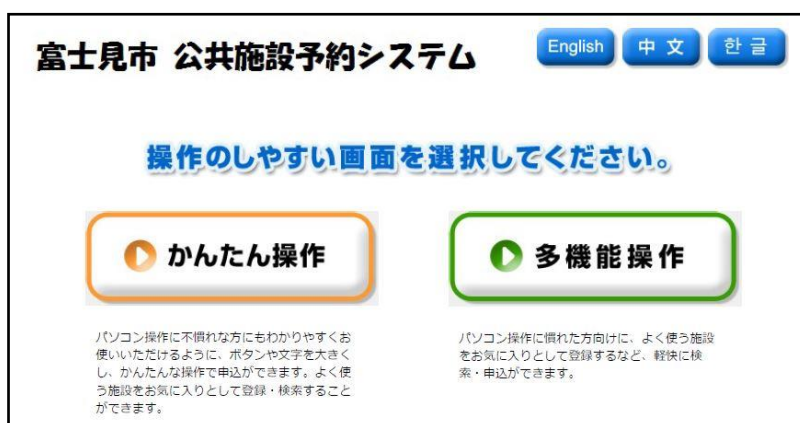 富士見市 公共施設予約システム
English 中文 한글
操作のしやすい画面を選択してください。
かんたん操作
パソコン操作に不慣れな方にもわかりやすくお
使いいただけるように、ボタンや文字を大きく
し、かんたんな操作で申込ができます。よく使
う施設をお気に入りとして登録・検索すること
ができます。
多機能操作
パソコン操作に慣れた方向けに、よく使う施設
をお気に入りとして登録するなど、軽快に検
索・申込ができます。